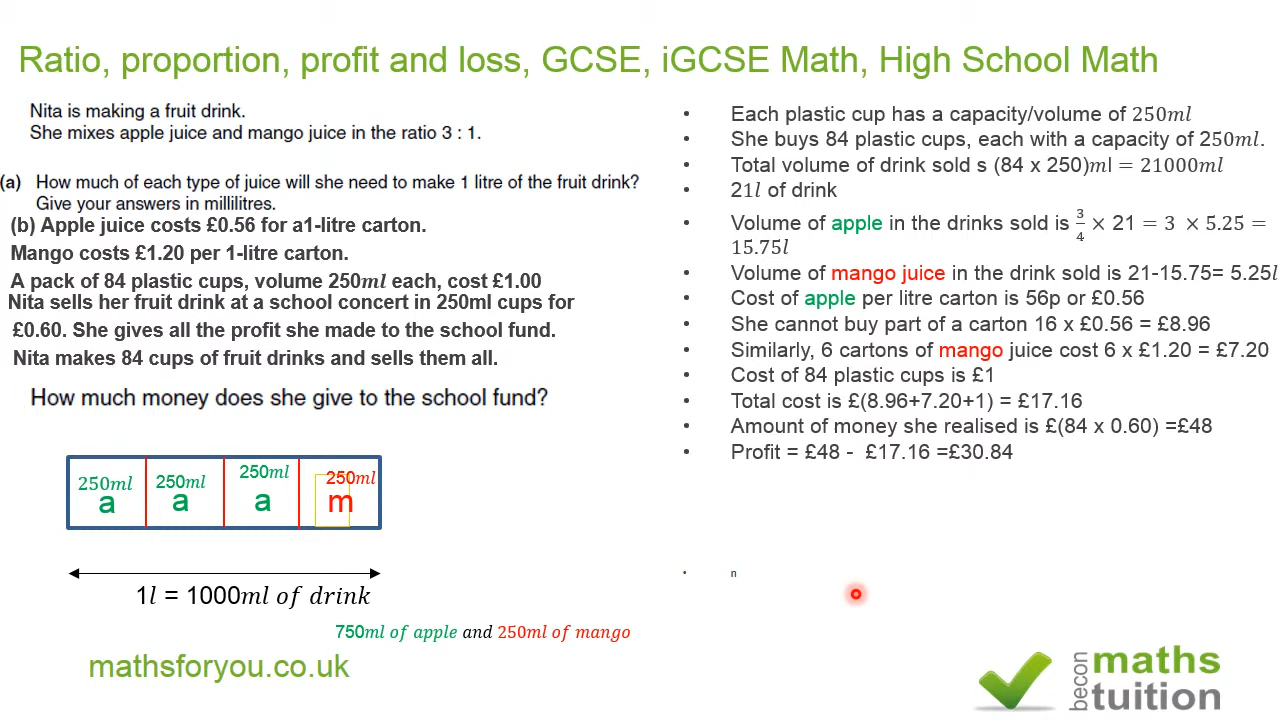 Ratio, proportion, profit and loss, GCSE, iGCSE Math, High School Math
Nita is making a fruit drink.
She mixes apple juice and mango juice in the ratio 3 : 1.
(a) How much of each type of juice will she need to make 1 litre of the fruit drink?
Give your answers in millilitres.
(b) Apple juice costs £0.56 for a1-litre carton.
Mango costs £1.20 per 1-litre carton.
A pack of 84 plastic cups, volume 250ml each, cost £1.00
Nita sells her fruit drink at a school concert in 250ml cups for
£0.60. She gives all the profit she made to the school fund.
Nita makes 84 cups of fruit drinks and sells them all.
How much money does she give to the school fund?
250ml 250ml 250ml 250ml
a a a m
1l = 1000ml of drink
750ml of apple and 250ml of mango
mathsforyou.co.uk
• Each plastic cup has a capacity/volume of 250ml
• She buys 84 plastic cups, each with a capacity of 250ml.
• Total volume of drink sold s (84 x 250)ml = 21000ml
• 21l of drink
• Volume of apple in the drinks sold is 3/4 × 21 = 3 × 5.25 =
15.75l
• Volume of mango juice in the drink sold is 21-15.75= 5.25l
• Cost of apple per litre carton is 56p or £0.56
• She cannot buy part of a carton 16 x £0.56 = £8.96
• Similarly, 6 cartons of mango juice cost 6 x £1.20 = £7.20
• Cost of 84 plastic cups is £1
• Total cost is £(8.96+7.20+1) = £17.16
• Amount of money she realised is £(84 x 0.60) =£48
• Profit = £48 - £17.16 =£30.84
• n
becon
maths
tuition